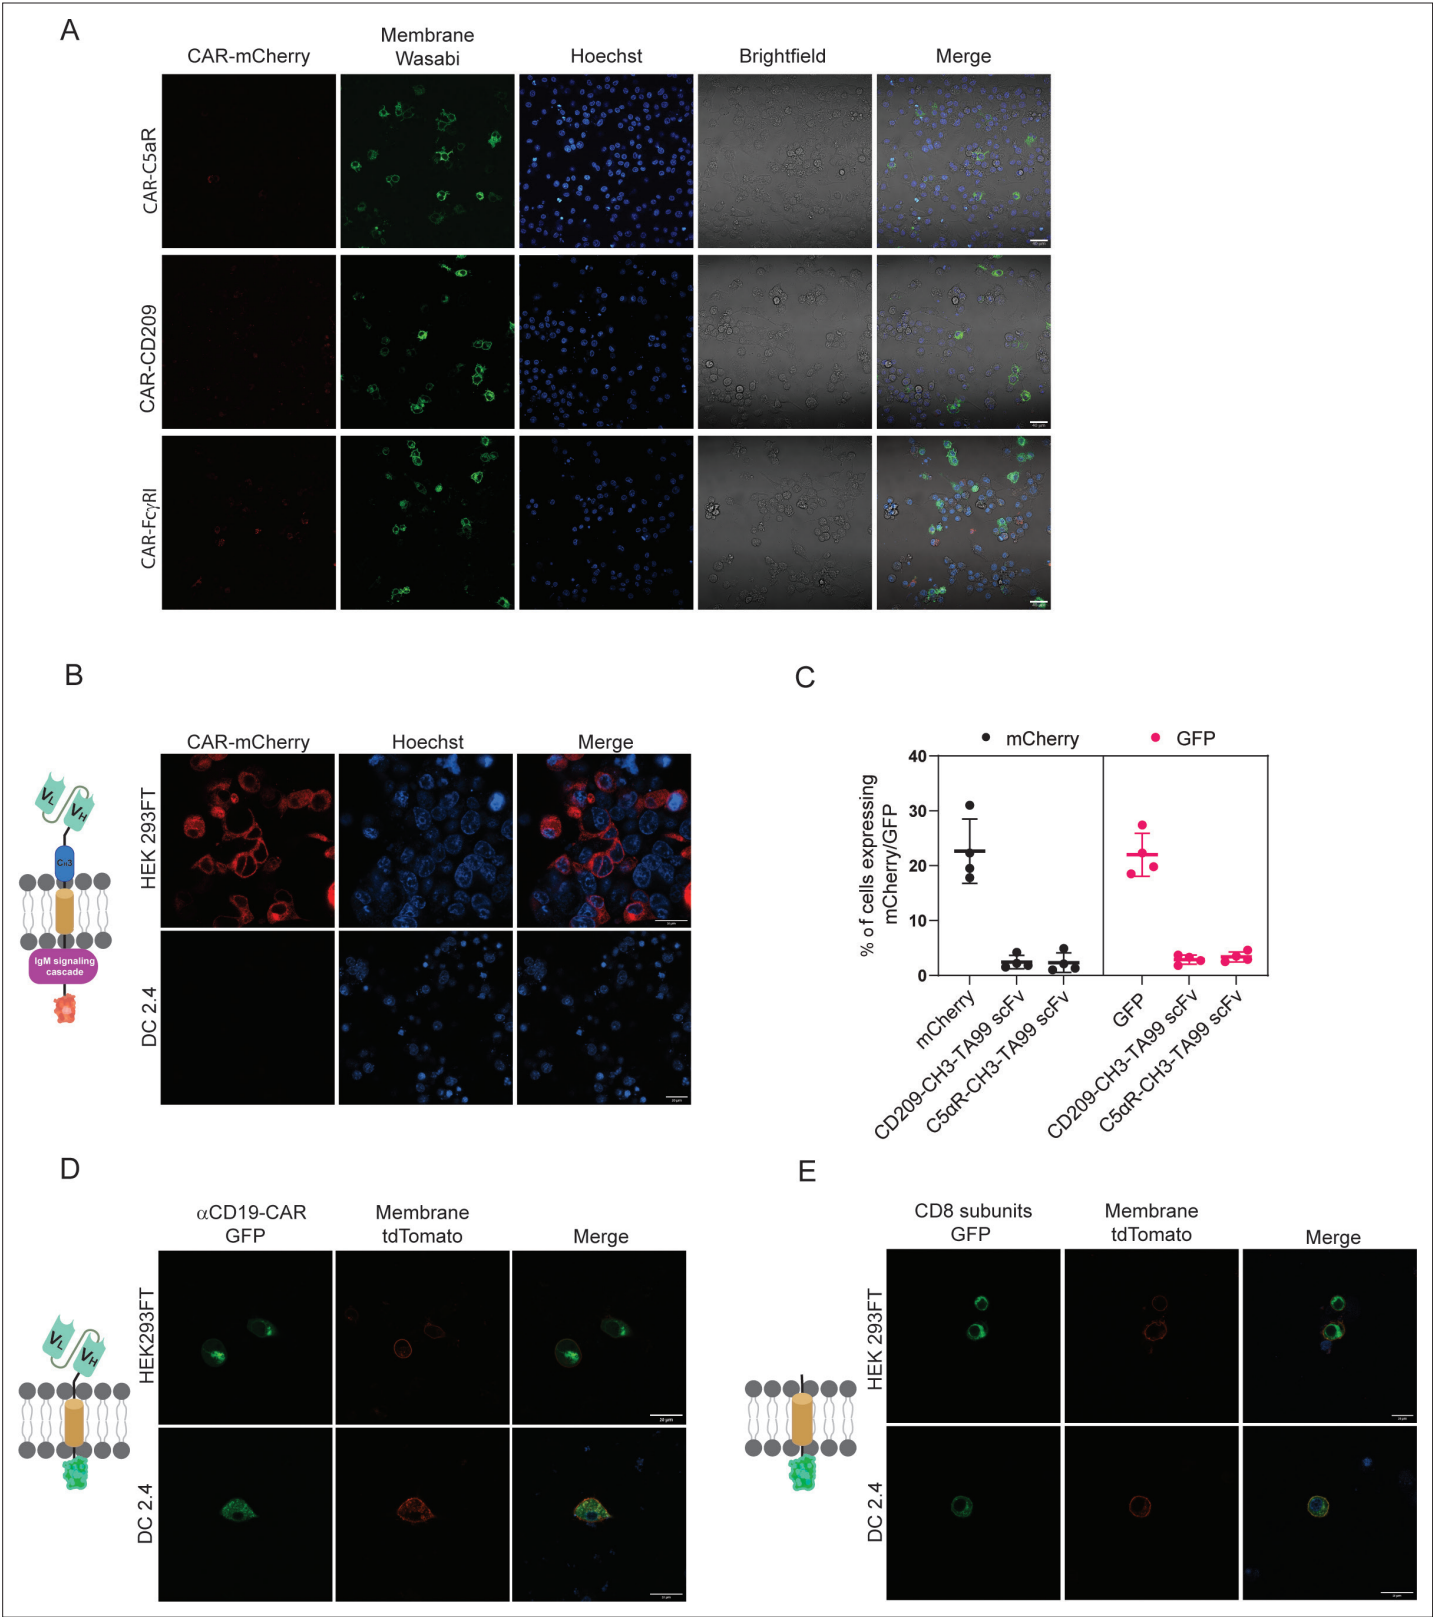 A
CAR-mCherry
Membrane
Wasabi
Hoechst
Brightfield
Merge
CAR-C5aR
CAR-CD209
CAR-FcγRI
B
CAR-mCherry
Hoechst
Merge
HEK 293FT
DC 2.4
VL
VH
CH3
IgM signaling
cascade
C
mCherry
GFP
% of cells expressing
mCherry/GFP
40
30
20
10
0
mCherry
CD209-CH3-TA99 scFv
C5αR-CH3-TA99 scFv
GFP
CD209-CH3-TA99 scFv
C5αR-CH3-TA99 scFv
D
αCD19-CAR
GFP
Membrane
tdTomato
Merge
HEK293FT
DC 2.4
VL
VH
E
CD8 subunits
GFP
Membrane
tdTomato
Merge
HEK 293FT
DC 2.4